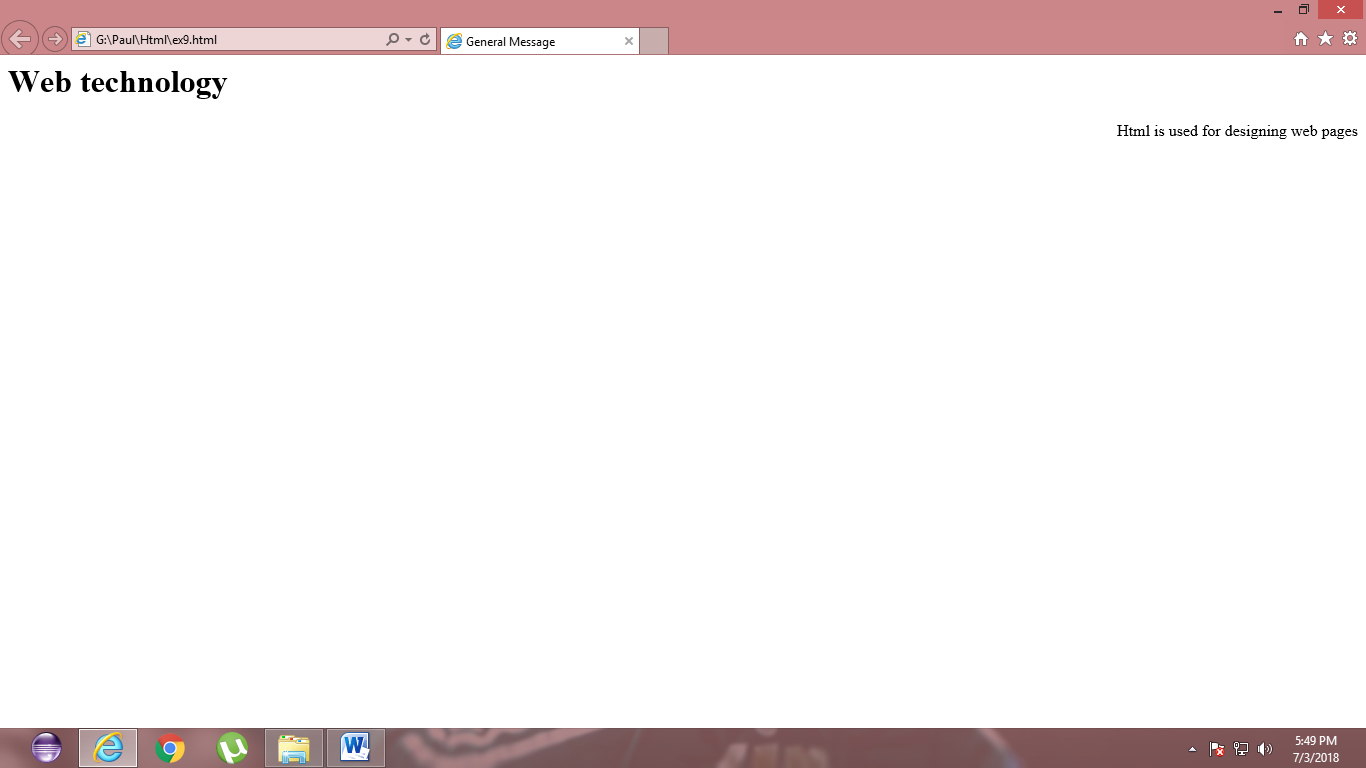 G:\Paul\Html\ex9.html
General Message
Web technology
Html is used for designing web pages
5:49 PM
7/3/2018